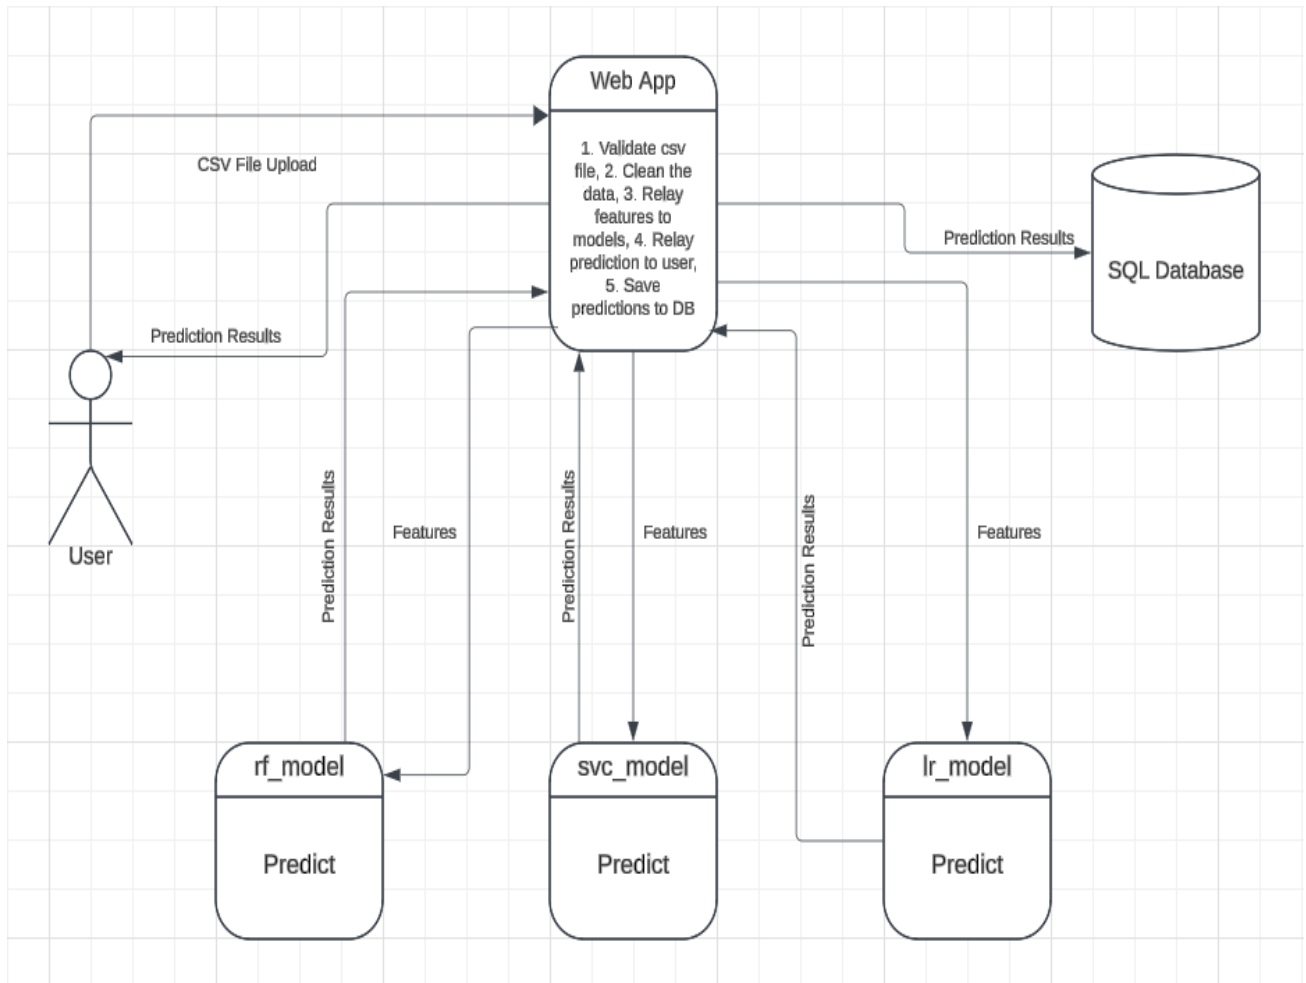 Web App
CSV File Upload
1. Validate csv
file, 2. Clean the
data, 3. Relay
features to
models, 4. Relay
prediction to user,
5. Save
predictions to DB
Prediction Results
SQL Database
Prediction Results
User
Prediction Results
Features
Prediction Results
Features
Prediction Results
Features
rf_model
Predict
svc_model
Predict
lr_model
Predict